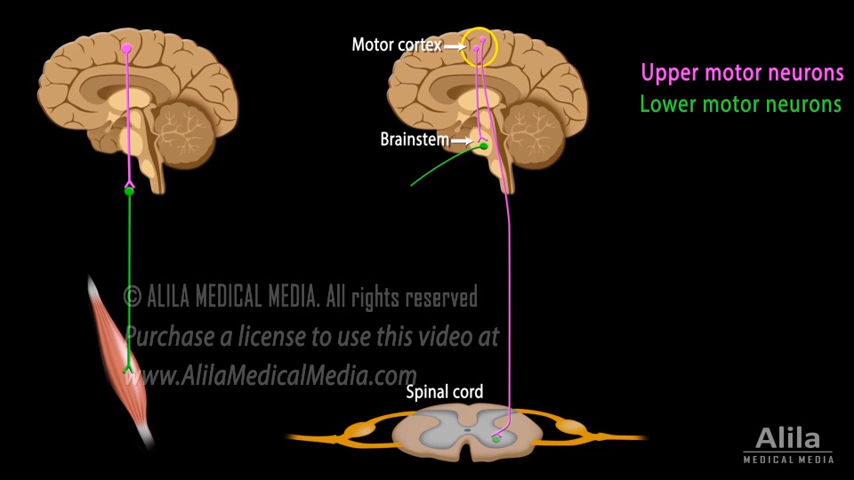 Motor cortex
Upper motor neurons
Lower motor neurons
Brainstem
© ALILA MEDICAL MEDIA. All rights reserved
Purchase a license to use this video at
www.AlilaMedicalMedia.com
Spinal cord
Alila
MEDICAL MEDIA